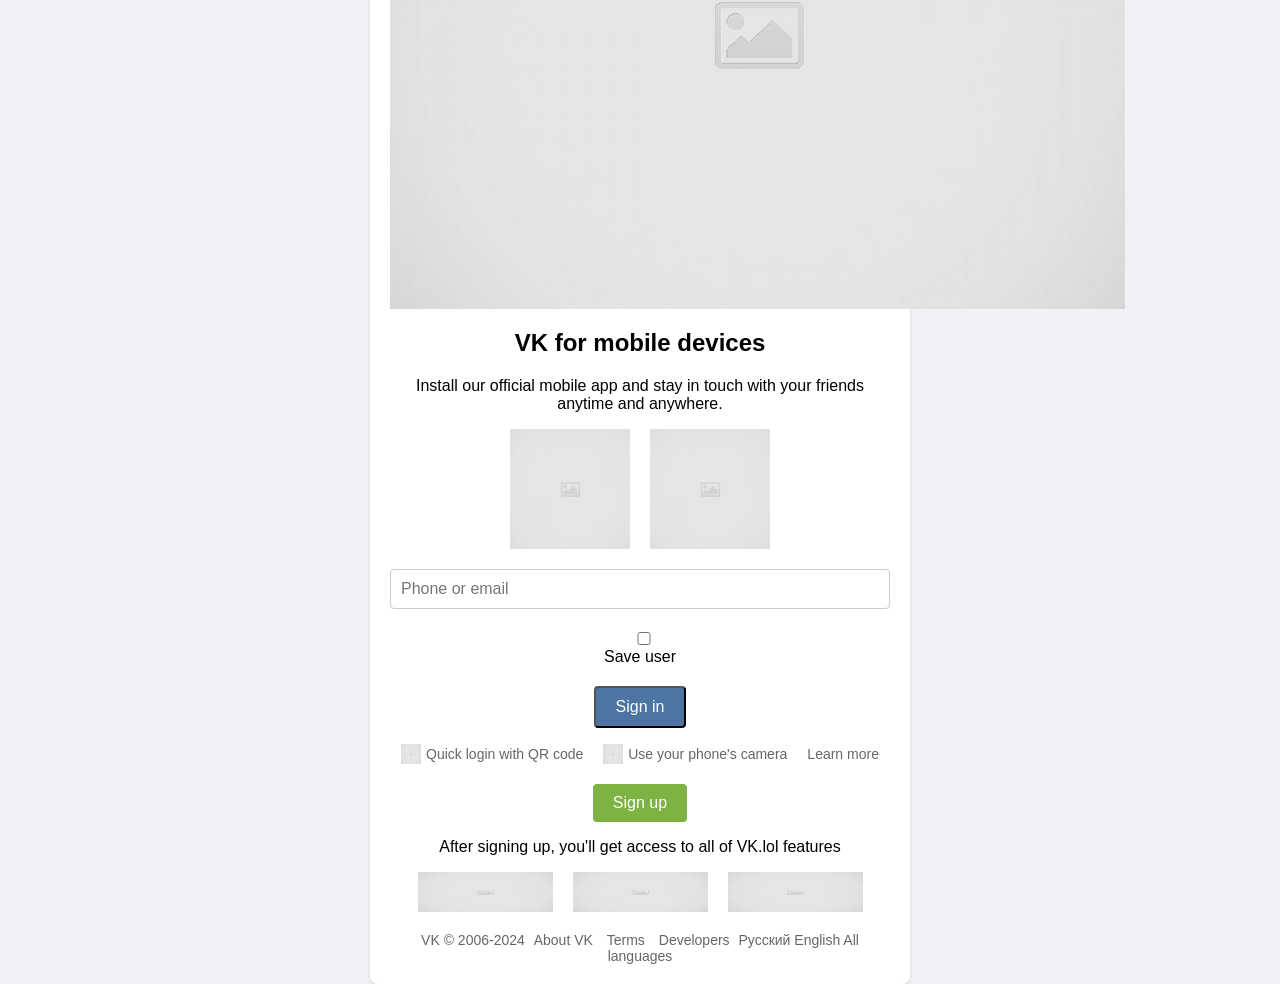 VK for mobile devices
Install our official mobile app and stay in touch with your friends
anytime and anywhere.
Phone or email
Save user
Sign in
Quick login with QR code Use your phone's camera Learn more
Sign up
After signing up, you'll get access to all of VK.lol features
VK © 2006-2024 About VK Terms Developers Русский English All
languages